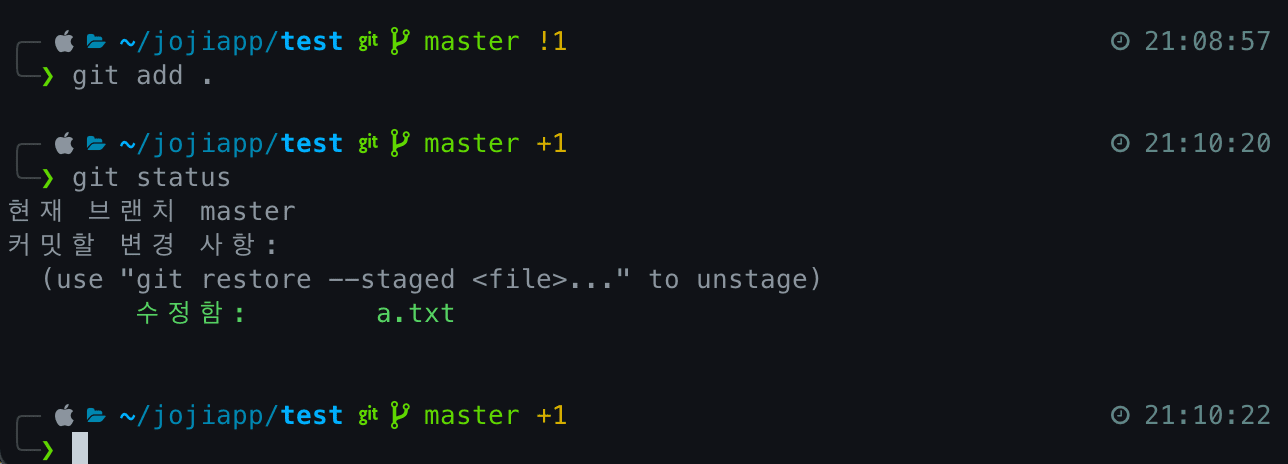 ~/jojiapp/test git master !1 21:08:57
❯ git add .
~/jojiapp/test git master +1 21:10:20
❯ git status
현재 브랜치 master
커밋할 변경 사항:
(use "git restore --staged <file>..." to unstage)
수정함: a.txt
~/jojiapp/test git master +1 21:10:22
❯